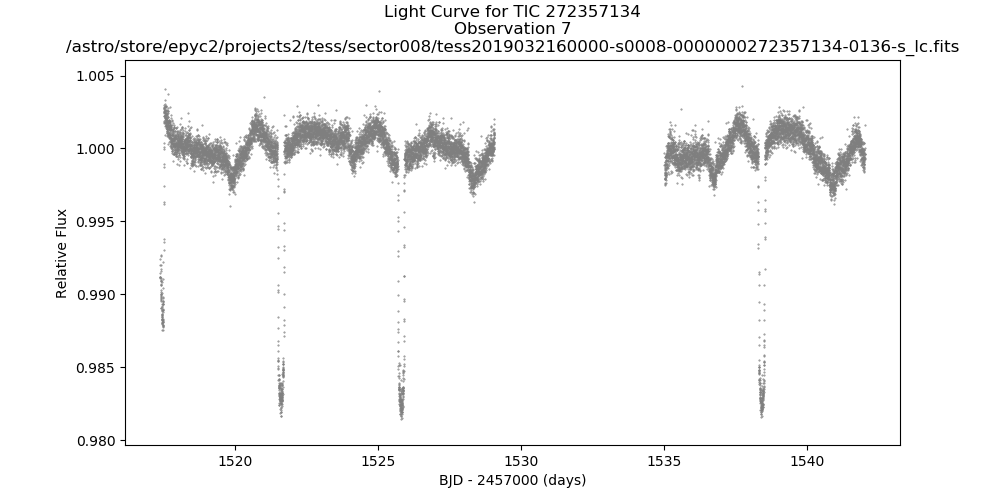 Light Curve for TIC 272357134
Observation 7
/astro/store/epyc2/projects2/tess/sector008/tess2019032160000-s0008-0000000272357134-0136-s_lc.fits
1.005
1.000
0.995
0.990
0.985
0.980
Relative Flux
1520
1525
1530
1535
1540
BJD - 2457000 (days)